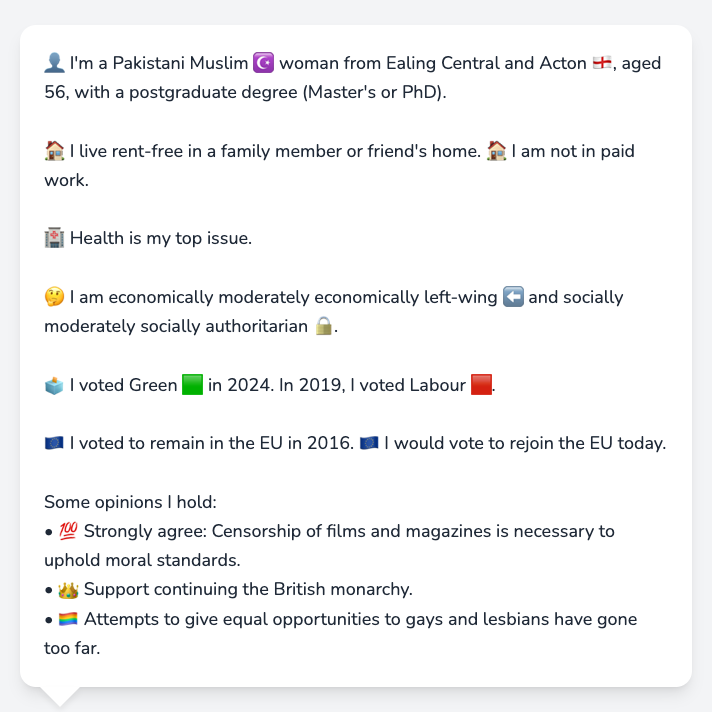 👤 I'm a Pakistani Muslim ☪️ woman from Ealing Central and Acton 🏴󠁧󠁢󠁥󠁮󠁧󠁿, aged
56, with a postgraduate degree (Master's or PhD).
🏠 I live rent-free in a family member or friend's home. 🏠 I am not in paid
work.
🏥 Health is my top issue.
🤔 I am economically moderately economically left-wing ⬅️ and socially
moderately socially authoritarian 🔒.
🗳️ I voted Green 🟩 in 2024. In 2019, I voted Labour 🟥.
🇪🇺 I voted to remain in the EU in 2016. 🇪🇺 I would vote to rejoin the EU today.
Some opinions I hold:
• 💯 Strongly agree: Censorship of films and magazines is necessary to
uphold moral standards.
• 👑 Support continuing the British monarchy.
• 🏳️‍🌈 Attempts to give equal opportunities to gays and lesbians have gone
too far.